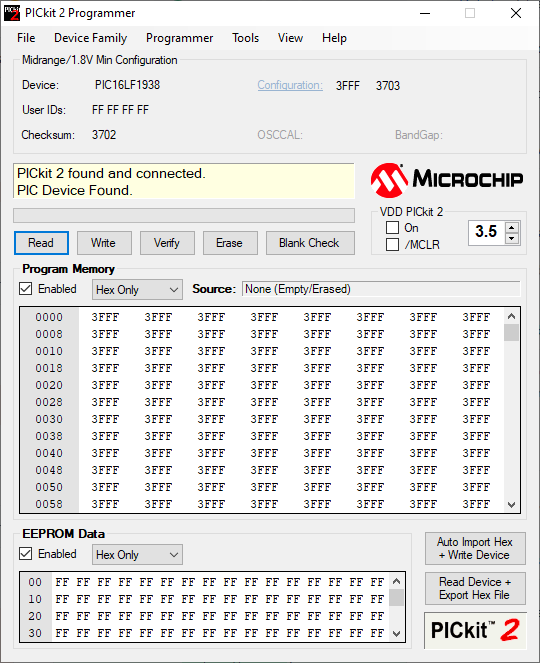 PICkit 2 Programmer
File Device Family Programmer Tools View Help
Midrange/1.8V Min Configuration
Device: PIC16LF1938 Configuration: 3FFF 3703
User IDs: FF FF FF FF
Checksum: 3702 OSCCAL: BandGap:
PICkit 2 found and connected.
PIC Device Found.
MICROCHIP
Read Write Verify Erase Blank Check
VDD PICkit 2
On
/MCLR
3.5
Program Memory
Enabled Hex Only Source: None (Empty/Erased)
0000 3FFF 3FFF 3FFF 3FFF 3FFF 3FFF 3FFF 3FFF
0008 3FFF 3FFF 3FFF 3FFF 3FFF 3FFF 3FFF 3FFF
0010 3FFF 3FFF 3FFF 3FFF 3FFF 3FFF 3FFF 3FFF
0018 3FFF 3FFF 3FFF 3FFF 3FFF 3FFF 3FFF 3FFF
0020 3FFF 3FFF 3FFF 3FFF 3FFF 3FFF 3FFF 3FFF
0028 3FFF 3FFF 3FFF 3FFF 3FFF 3FFF 3FFF 3FFF
0030 3FFF 3FFF 3FFF 3FFF 3FFF 3FFF 3FFF 3FFF
0038 3FFF 3FFF 3FFF 3FFF 3FFF 3FFF 3FFF 3FFF
0040 3FFF 3FFF 3FFF 3FFF 3FFF 3FFF 3FFF 3FFF
0048 3FFF 3FFF 3FFF 3FFF 3FFF 3FFF 3FFF 3FFF
0050 3FFF 3FFF 3FFF 3FFF 3FFF 3FFF 3FFF 3FFF
0058 3FFF 3FFF 3FFF 3FFF 3FFF 3FFF 3FFF 3FFF
EEPROM Data
Enabled Hex Only
00 FF FF FF FF FF FF FF FF FF FF FF FF FF FF FF FF
10 FF FF FF FF FF FF FF FF FF FF FF FF FF FF FF FF
20 FF FF FF FF FF FF FF FF FF FF FF FF FF FF FF FF
30 FF FF FF FF FF FF FF FF FF FF FF FF FF FF FF FF
Auto Import Hex
+ Write Device
Read Device +
Export Hex File
PICkit™ 2